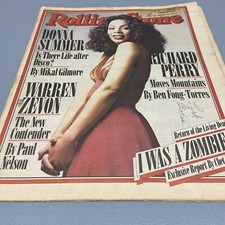 Rolling Stone
DONNA
SUMMER
Is There Life after
Disco?
By Mikal Gilmore
WARREN
ZEVON
The New
Contender
By Paul
Nelson
RICHARD
PERRY
Moves Mountains
By Ben Fong-Torres
Return of the Living Dead
I WAS A ZOMBIE
Exclusive Report By Chet